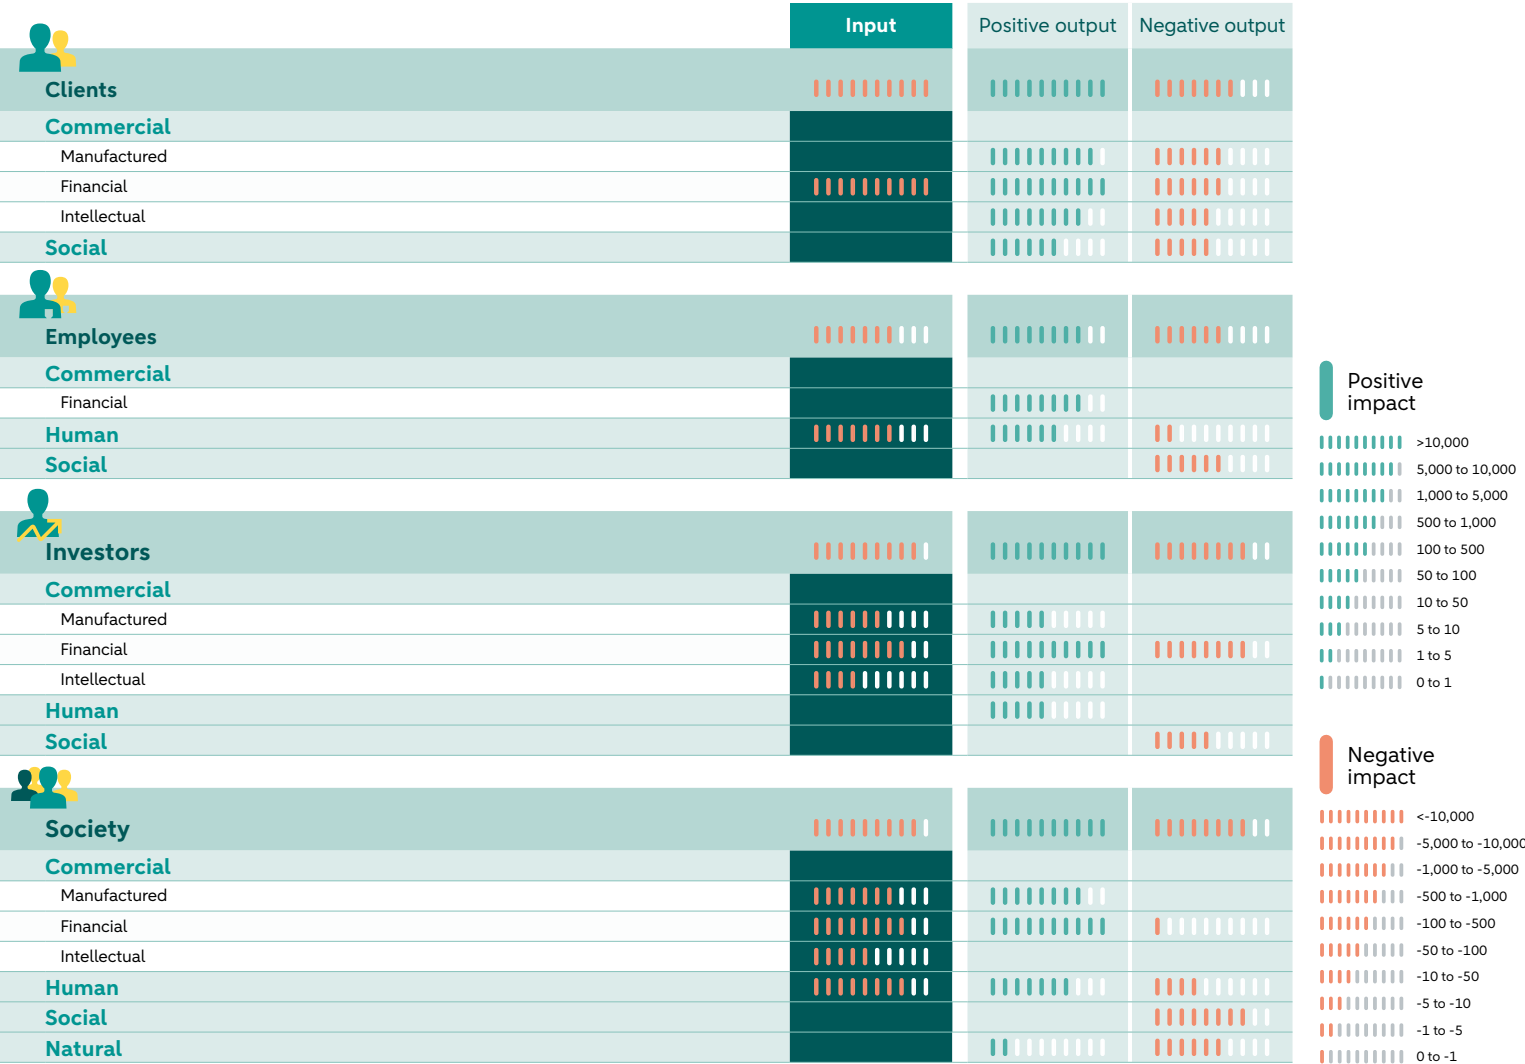 Input Positive output Negative output
Clients
Commercial
Manufactured
Financial
Intellectual
Social
Employees
Commercial
Financial
Human
Social
Investors
Commercial
Manufactured
Financial
Intellectual
Human
Social
Society
Commercial
Manufactured
Financial
Intellectual
Human
Social
Natural
Positive
impact
>10,000
5,000 to 10,000
1,000 to 5,000
500 to 1,000
100 to 500
50 to 100
10 to 50
5 to 10
1 to 5
0 to 1
Negative
impact
<-10,000
-5,000 to -10,000
-1,000 to -5,000
-500 to -1,000
-100 to -500
-50 to -100
-10 to -50
-5 to -10
-1 to -5
0 to -1